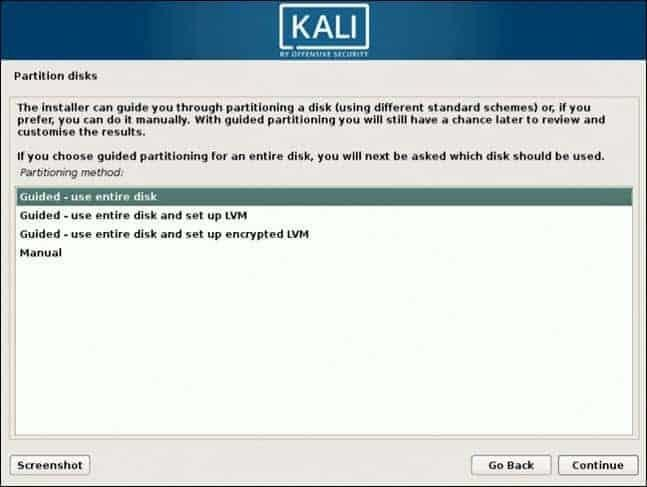 KALI
BY OFFENSIVE SECURITY
Partition disks
The installer can guide you through partitioning a disk (using different standard schemes) or, if you
prefer, you can do it manually. With guided partitioning you will still have a chance later to review and
customise the results.
If you choose guided partitioning for an entire disk, you will next be asked which disk should be used.
Partitioning method:
Guided - use entire disk
Guided - use entire disk and set up LVM
Guided - use entire disk and set up encrypted LVM
Manual
Screenshot
Go Back
Continue